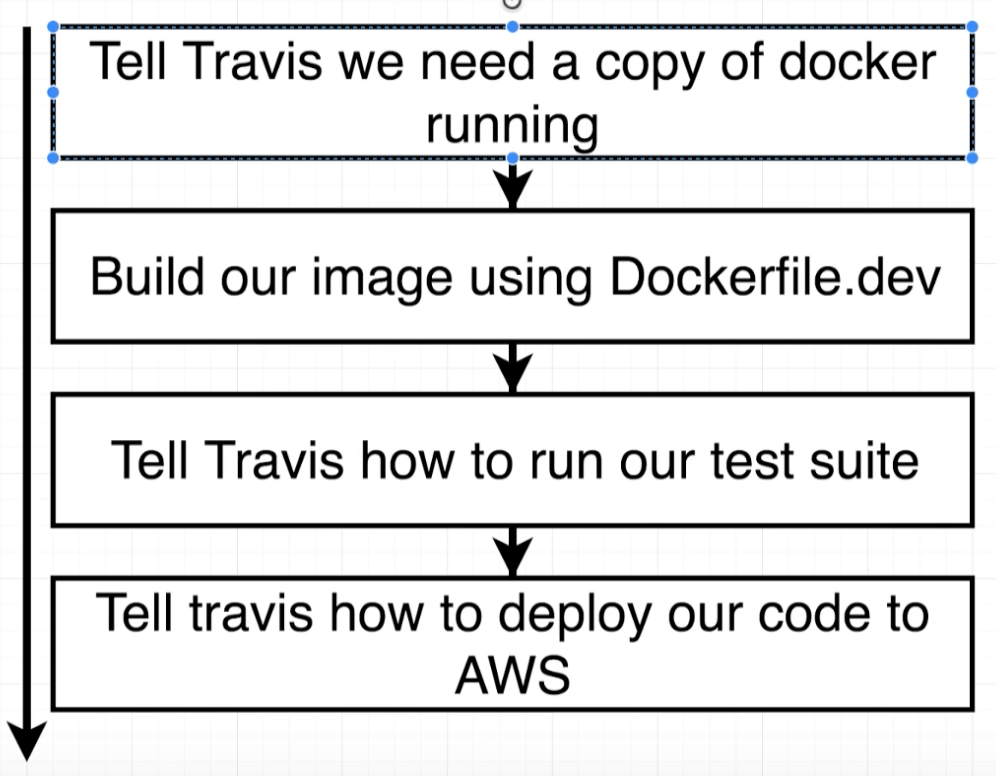 Tell Travis we need a copy of docker
running
Build our image using Dockerfile.dev
Tell Travis how to run our test suite
Tell travis how to deploy our code to
AWS